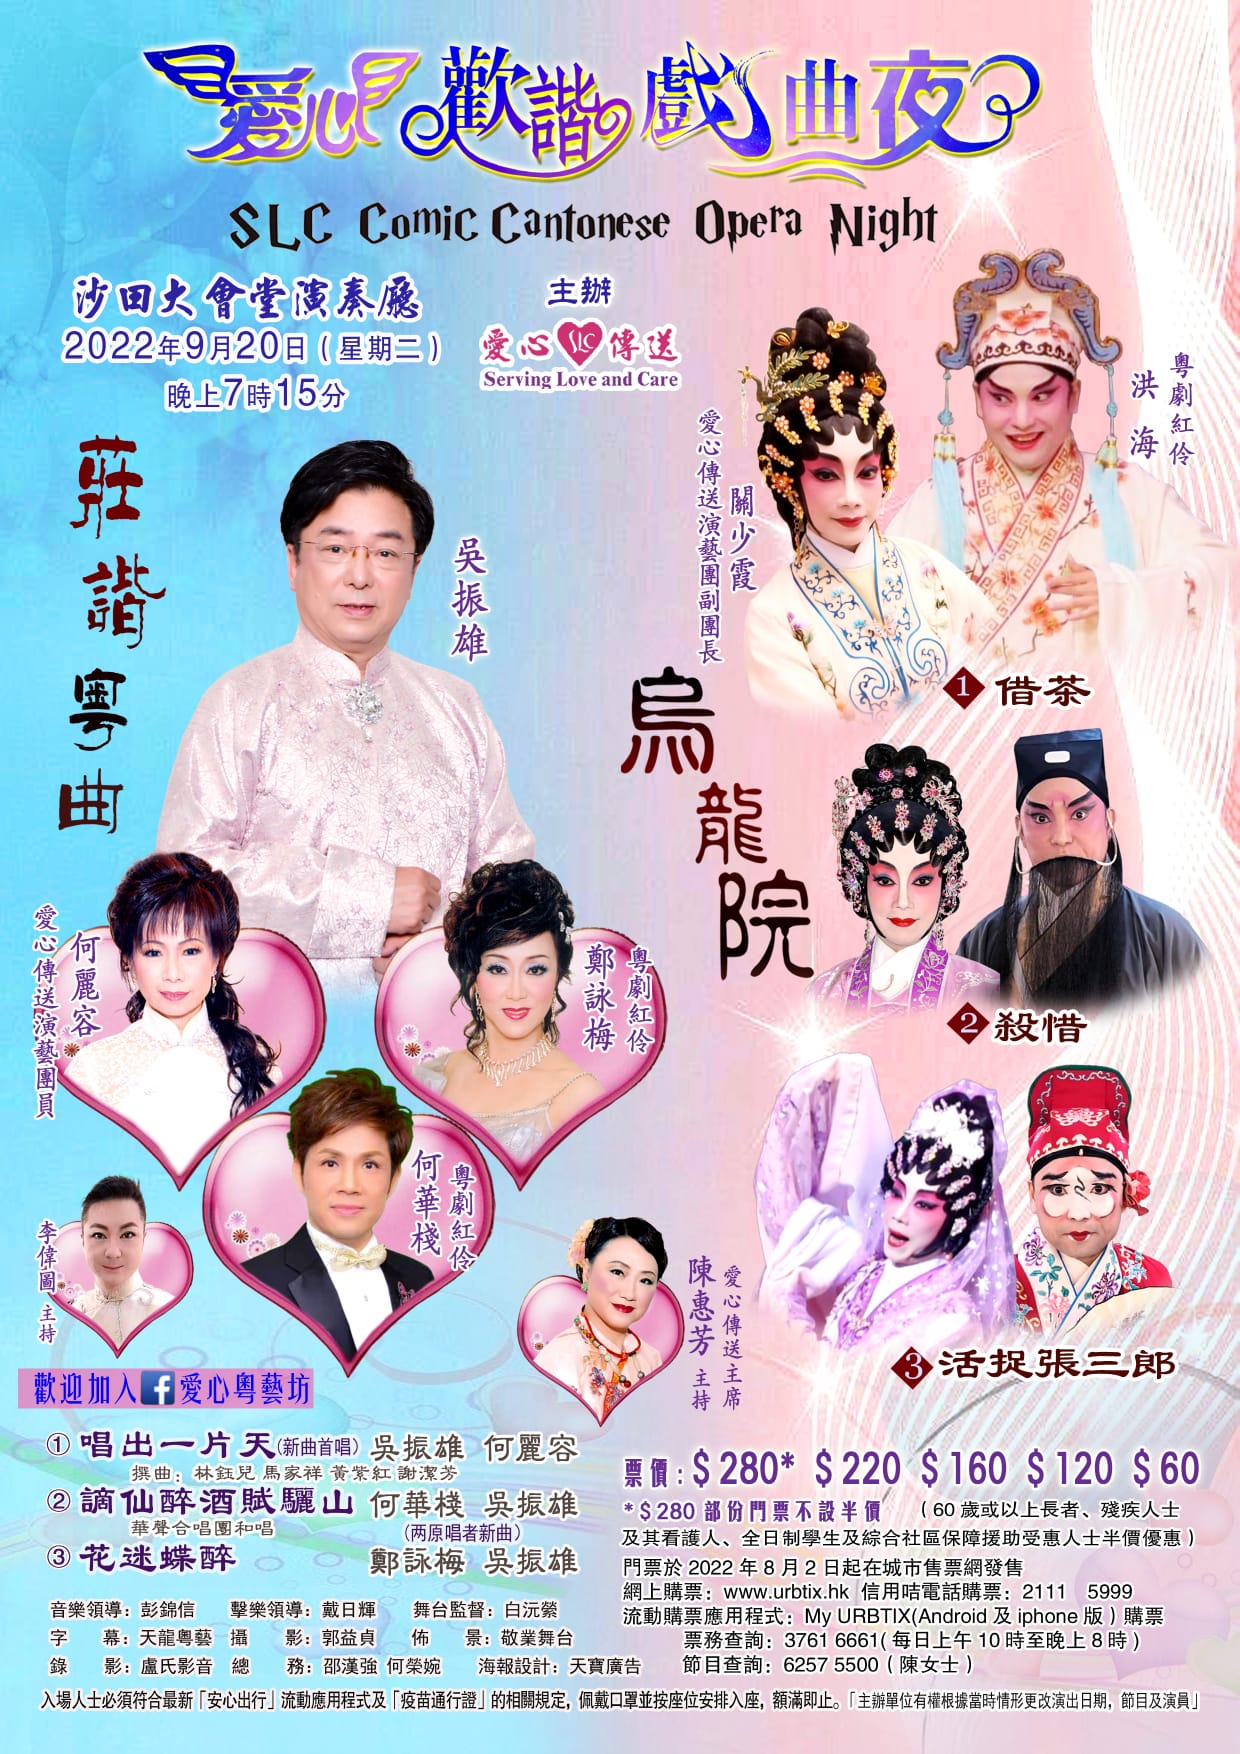 愛心歡諧戲曲夜
SLC Comic Cantonese Opera Night
沙田大會堂演奏廳
2022年9月20日(星期二)
晚上7時15分
主辦
愛心 SLC 傳送
Serving Love and Care
莊諧粵曲
吳振雄
愛心傳送演藝團員
何麗容
鄭詠梅
粵劇紅伶
何華棧
粵劇紅伶
李偉圖 主持
陳惠芳 主持
愛心傳送主席
歡迎加入 f 愛心粵藝坊
烏龍院
愛心傳送演藝團副團長
關少霞
洪海
粵劇紅伶
1 借茶
2 殺惜
3 活捉張三郎
① 唱出一片天(新曲首唱) 吳振雄 何麗容
撰曲：林鈺兒 馬家祥 黃紫紅 謝潔芳
② 謫仙醉酒賦驪山 何華棧 吳振雄
華聲合唱團和唱 (两原唱者新曲)
③ 花迷蝶醉 鄭詠梅 吳振雄
音樂領導：彭錦信 擊樂領導：戴日輝 舞台監督：白沅縈
字 幕：天龍粵藝 攝 影：郭益貞 佈 景：敬業舞台
錄 影：盧氏影音 總 務：邵漢強 何榮婉 海報設計：天寶廣告
票價：$280* $220 $160 $120 $60
*$280 部份門票不設半價 (60歲或以上長者、殘疾人士
及其看護人、全日制學生及綜合社區保障援助受惠人士半價優惠)
門票於 2022 年 8 月 2 日起在城市售票網發售
網上購票：www.urbtix.hk 信用咭電話購票：2111 5999
流動購票應用程式：My URBTIX(Android 及 iphone 版)購票
票務查詢：3761 6661(每日上午10時至晚上8時)
節目查詢：6257 5500(陳女士)
入場人士必須符合最新「安心出行」流動應用程式及「疫苗通行證」的相關規定，佩戴口罩並按座位安排入座，額滿即止。「主辦單位有權根據當時情形更改演出日期，節目及演員」